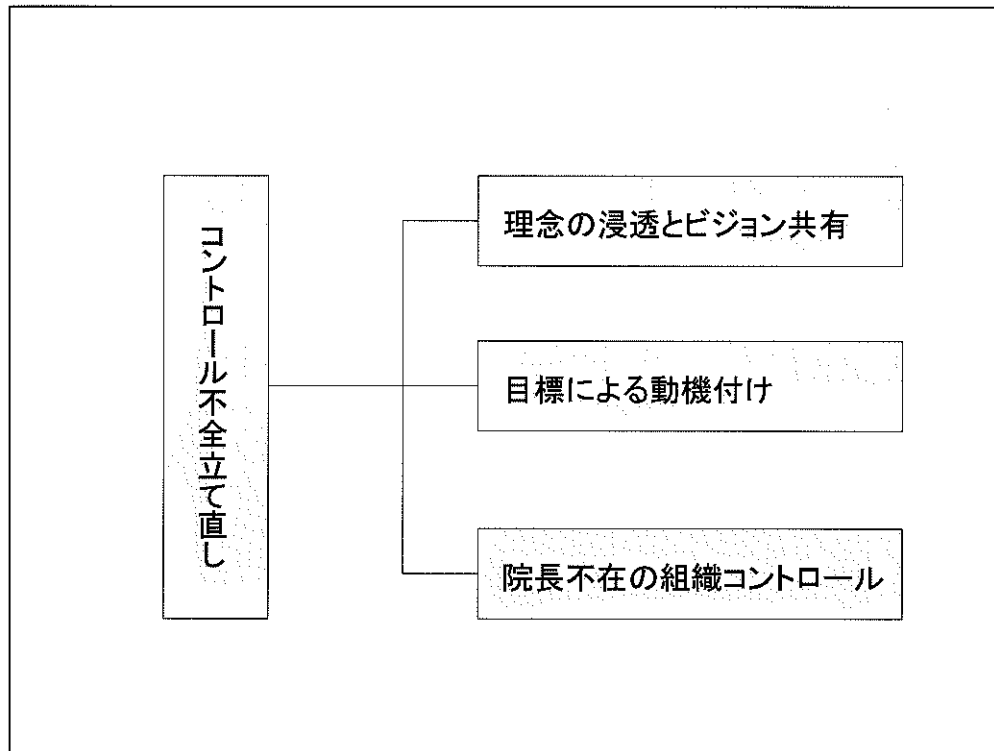 コントロール不全立て直し
理念の浸透とビジョン共有
目標による動機付け
院長不在の組織コントロール